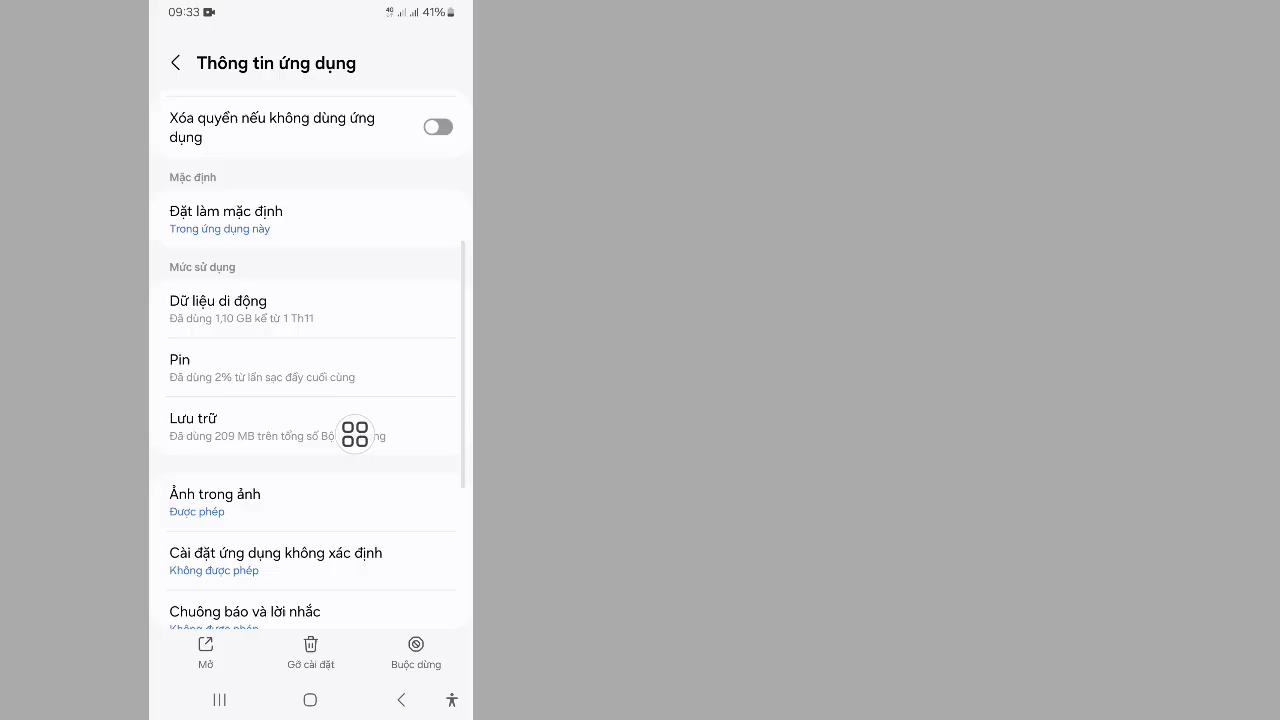 09:33
4G 41%
Thông tin ứng dụng
Xóa quyền nếu không dùng ứng
dụng
Mặc định
Đặt làm mặc định
Trong ứng dụng này
Mức sử dụng
Dữ liệu di động
Đã dùng 1,10 GB kể từ 1 Th11
Pin
Đã dùng 2% từ lần sạc đầy cuối cùng
Lưu trữ
Đã dùng 209 MB trên tổng số
Ảnh trong ảnh
Được phép
Cài đặt ứng dụng không xác định
Không được phép
Chuông báo và lời nhắc
Không được phép
Mở
Gỡ cài đặt
Buộc dừng